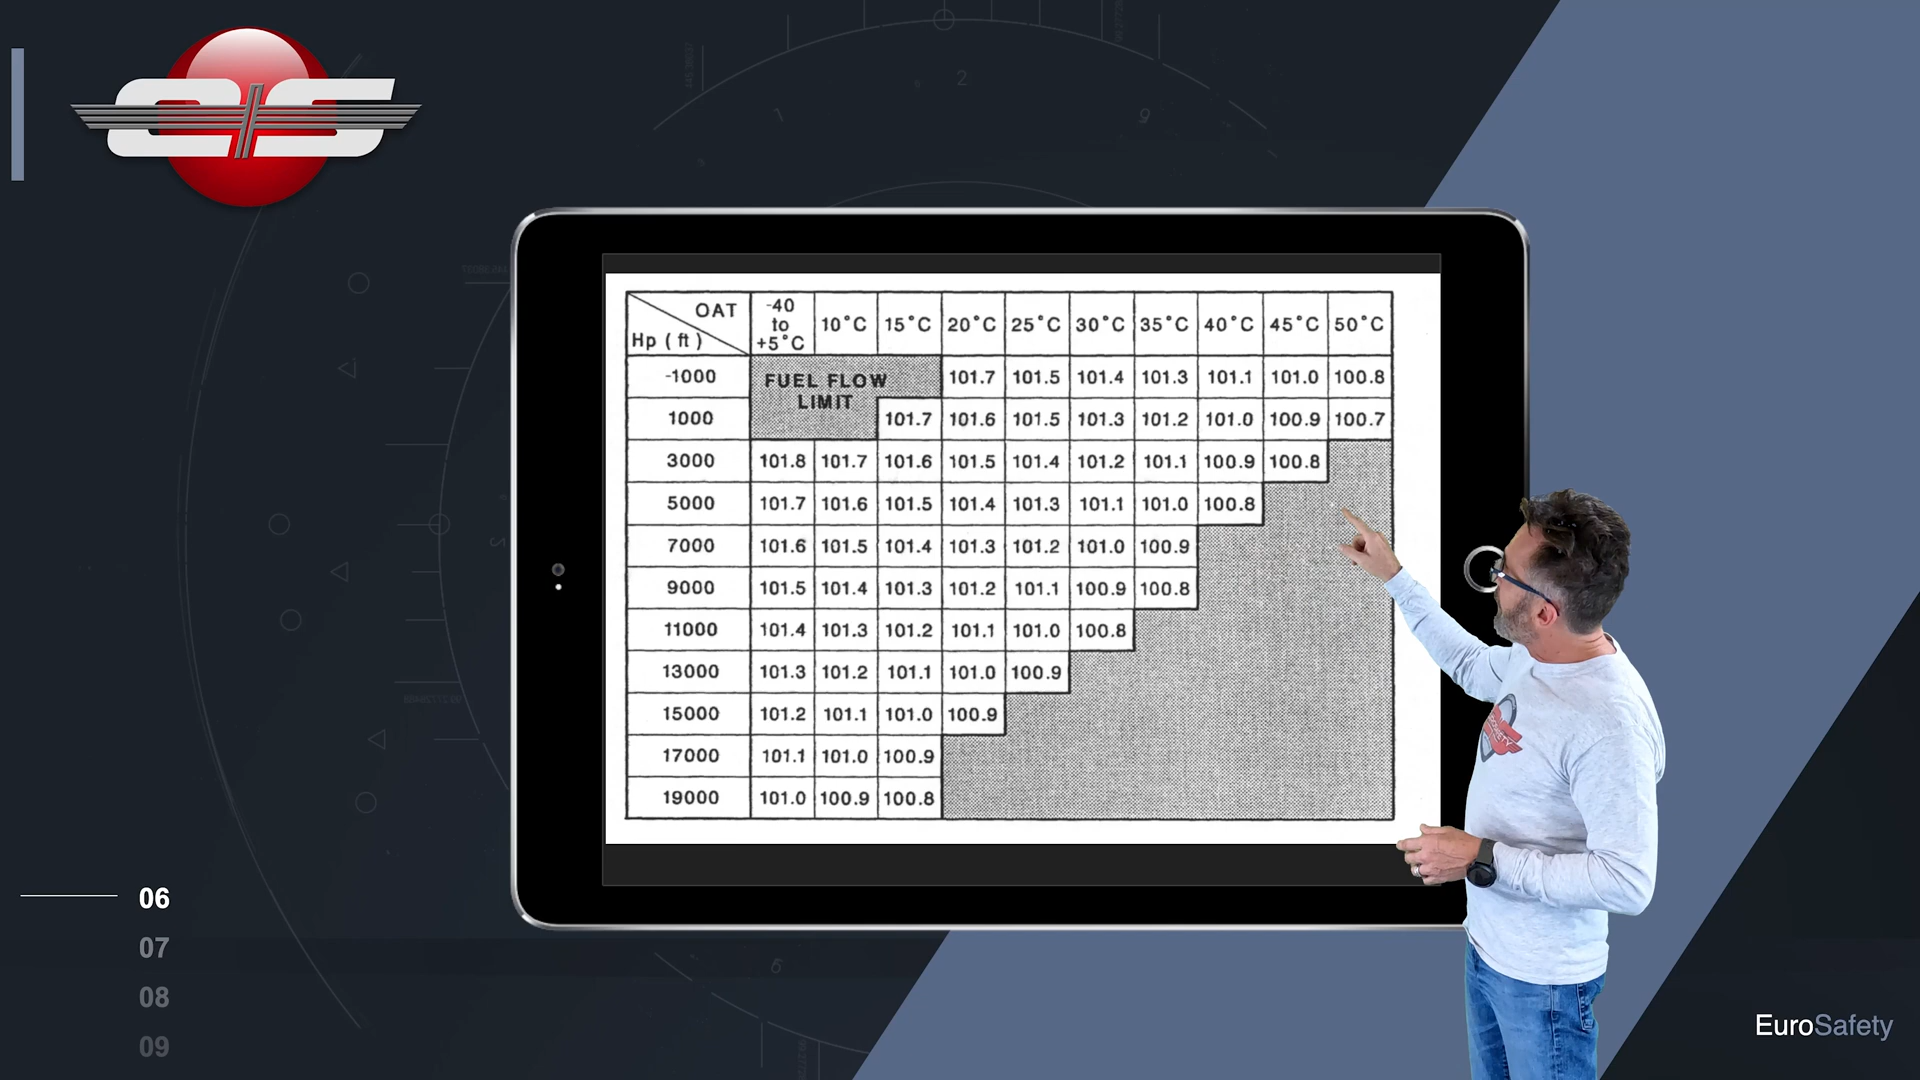 OAT
Hp ( ft )
-40 to +5°C 10°C 15°C 20°C 25°C 30°C 35°C 40°C 45°C 50°C
FUEL FLOW
LIMIT
-1000 101.7 101.5 101.4 101.3 101.1 101.0 100.8
1000 101.7 101.6 101.5 101.3 101.2 101.0 100.9 100.7
3000 101.8 101.7 101.6 101.5 101.4 101.2 101.1 100.9 100.8
5000 101.7 101.6 101.5 101.4 101.3 101.1 101.0 100.8
7000 101.6 101.5 101.4 101.3 101.2 101.0 100.9
9000 101.5 101.4 101.3 101.2 101.1 100.9 100.8
11000 101.4 101.3 101.2 101.1 101.0 100.8
13000 101.3 101.2 101.1 101.0 100.9
15000 101.2 101.1 101.0 100.9
17000 101.1 101.0 100.9
19000 101.0 100.9 100.8
06
07
08
09
EuroSafety